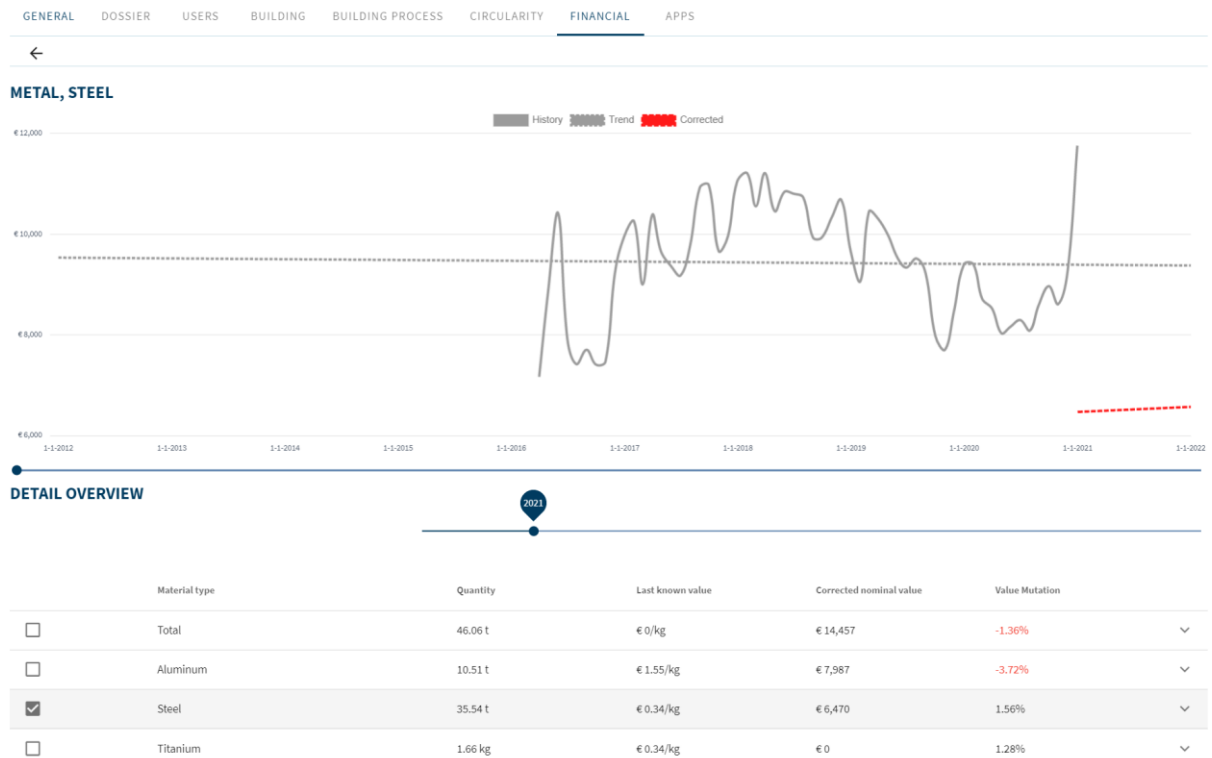 GENERAL DOSSIER USERS BUILDING BUILDING PROCESS CIRCULARITY FINANCIAL APPS
METAL, STEEL
History Trend Corrected
€ 12,000
€ 10,000
€ 8,000
€ 6,000
1-1-2012 1-1-2013 1-1-2014 1-1-2015 1-1-2016 1-1-2017 1-1-2018 1-1-2019 1-1-2020 1-1-2021 1-1-2022
DETAIL OVERVIEW
2021
Material type Quantity Last known value Corrected nominal value Value Mutation
Total 46.06 t € 0/kg € 14,457 -1.36%
Aluminum 10.51 t € 1.55/kg € 7,987 -3.72%
Steel 35.54 t € 0.34/kg € 6,470 1.56%
Titanium 1.66 kg € 0.34/kg € 0 1.28%